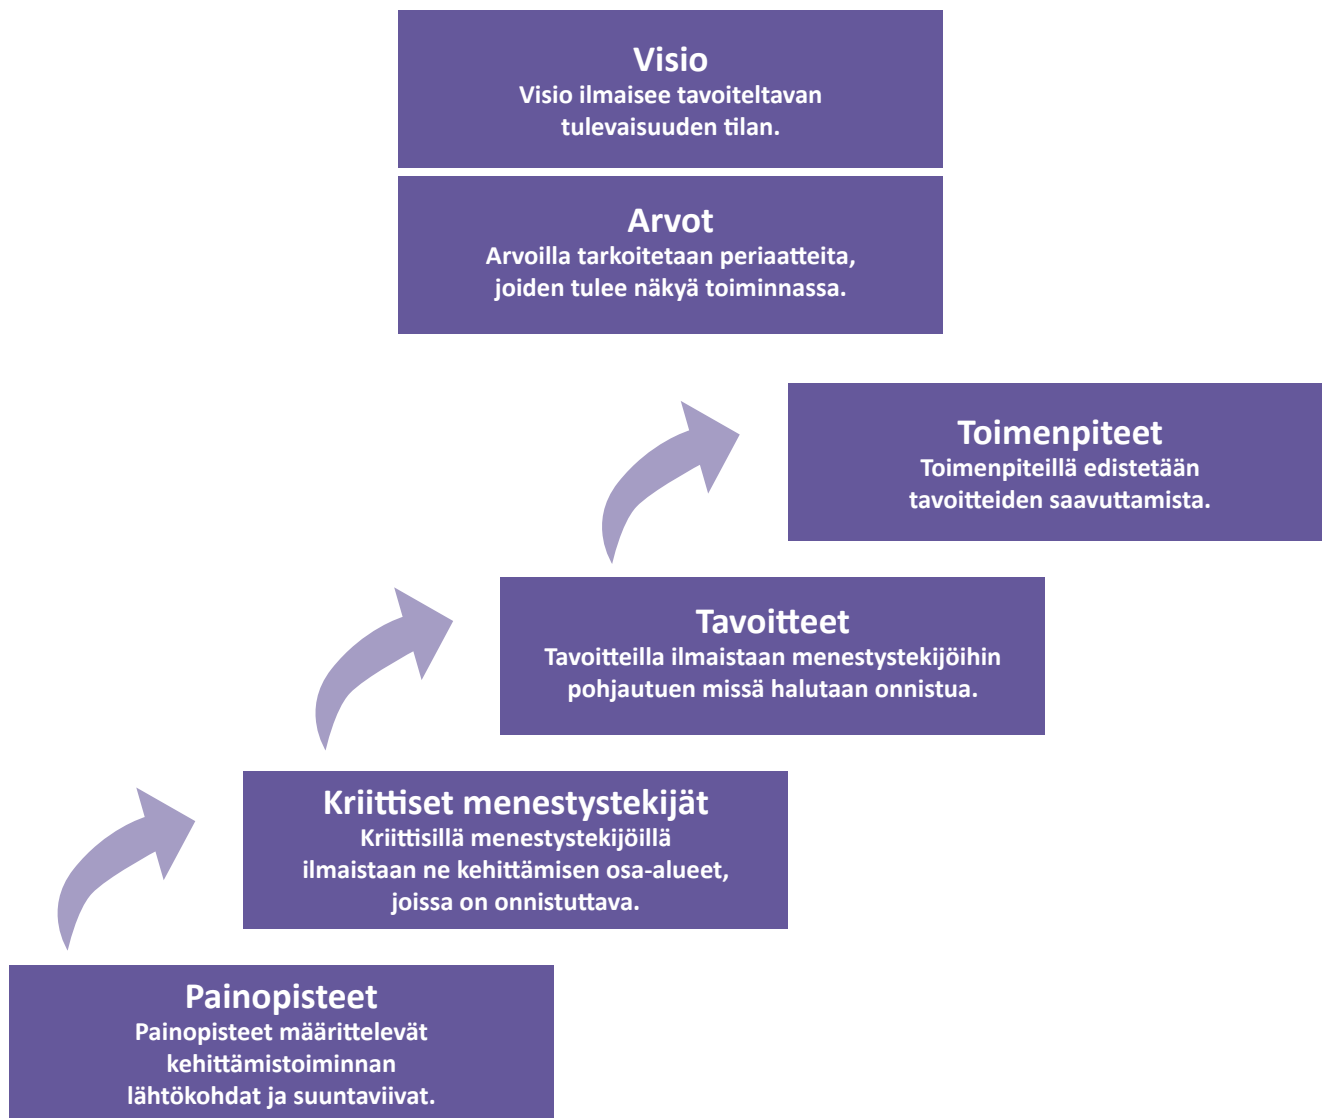 Visio
Visio ilmaisee tavoiteltavan
tulevaisuuden tilan.
Arvot
Arvoilla tarkoitetaan periaatteita,
joiden tulee näkyä toiminnassa.
Toimenpiteet
Toimenpiteillä edistetään
tavoitteiden saavuttamista.
Tavoitteet
Tavoitteilla ilmaistaan menestystekijöihin
pohjautuen missä halutaan onnistua.
Kriittiset menestystekijät
Kriittisillä menestystekijöillä
ilmaistaan ne kehittämisen osa-alueet,
joissa on onnistuttava.
Painopisteet
Painopisteet määrittelevät
kehittämistoiminnan
lähtökohdat ja suuntaviivat.